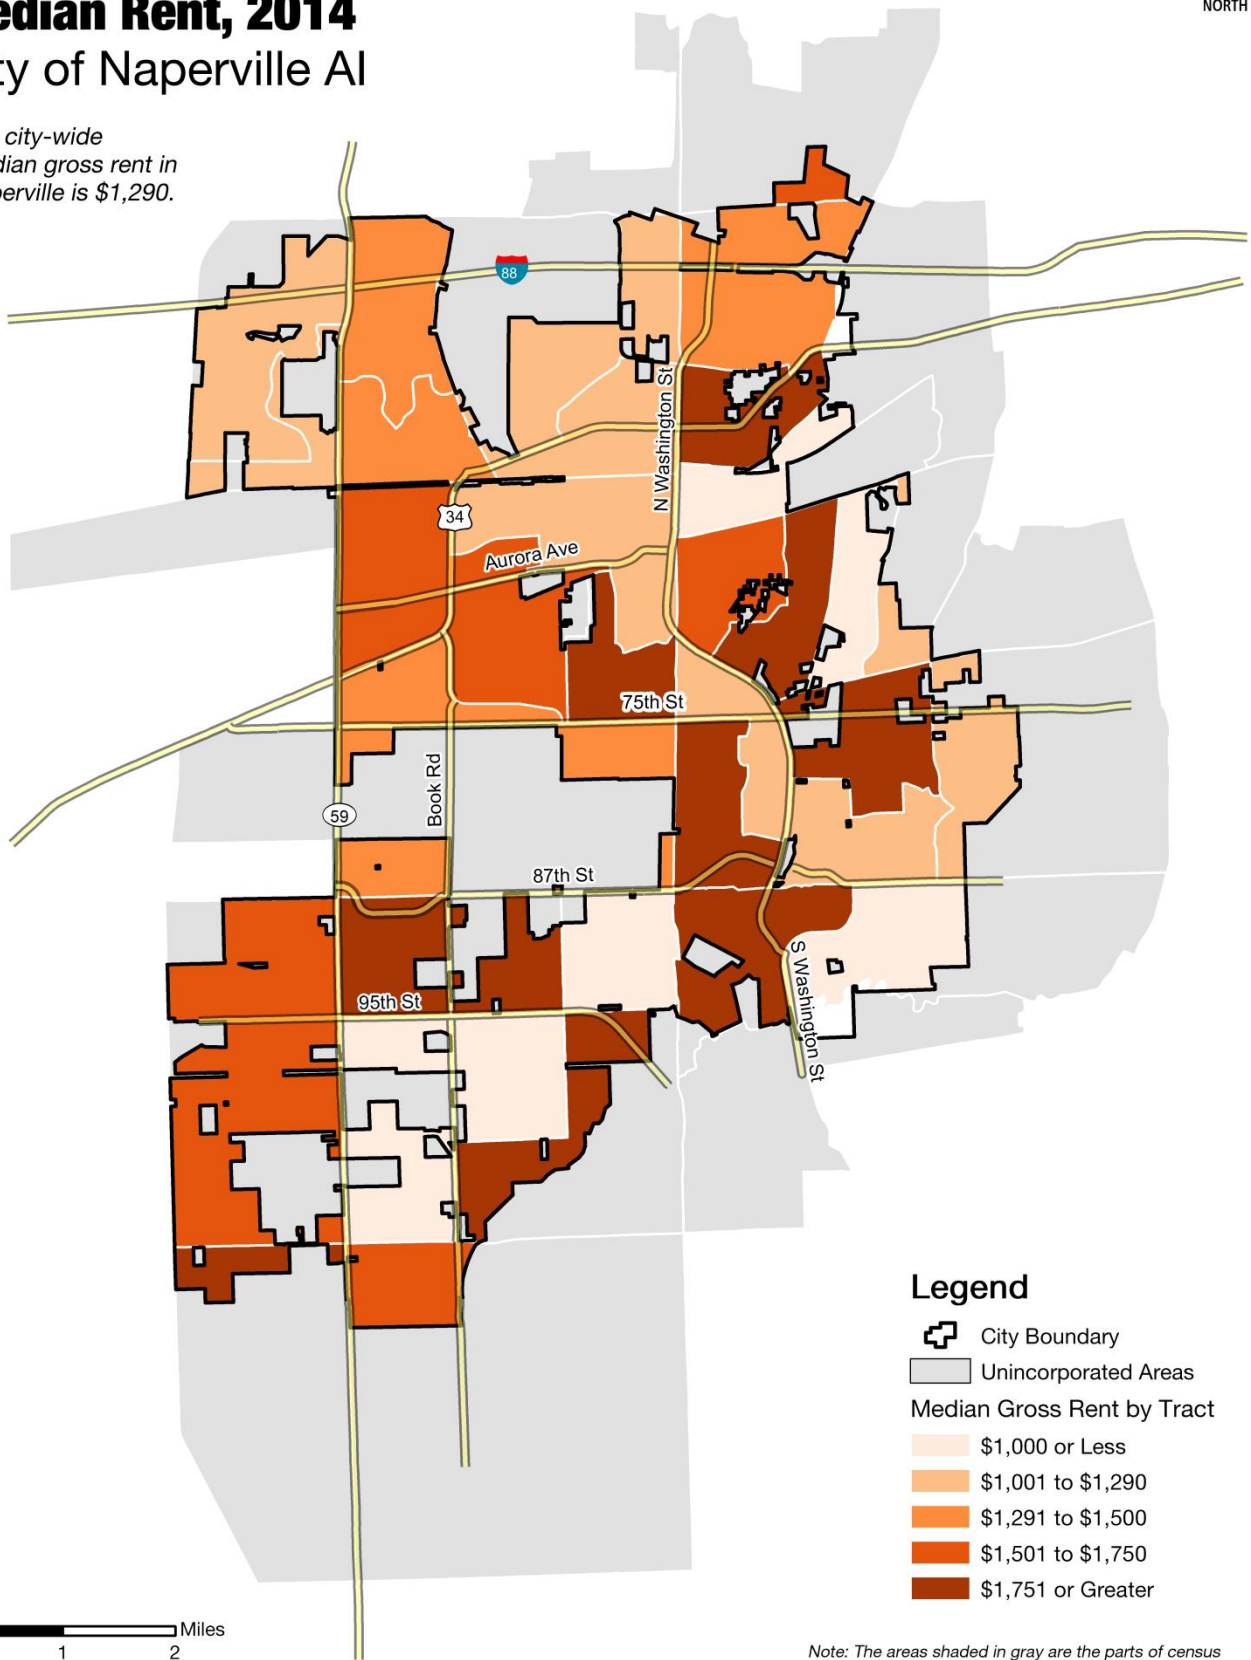 edian Rent, 2014
ty of Naperville AI
NORTH
city-wide
dian gross rent in
perville is $1,290.
88
N Washington St
34
Aurora Ave
75th St
Book Rd
59
87th St
95th St
S Washington St
Legend
City Boundary
Unincorporated Areas
Median Gross Rent by Tract
$1,000 or Less
$1,001 to $1,290
$1,291 to $1,500
$1,501 to $1,750
$1,751 or Greater
Miles
1
2
Note: The areas shaded in gray are the parts of census